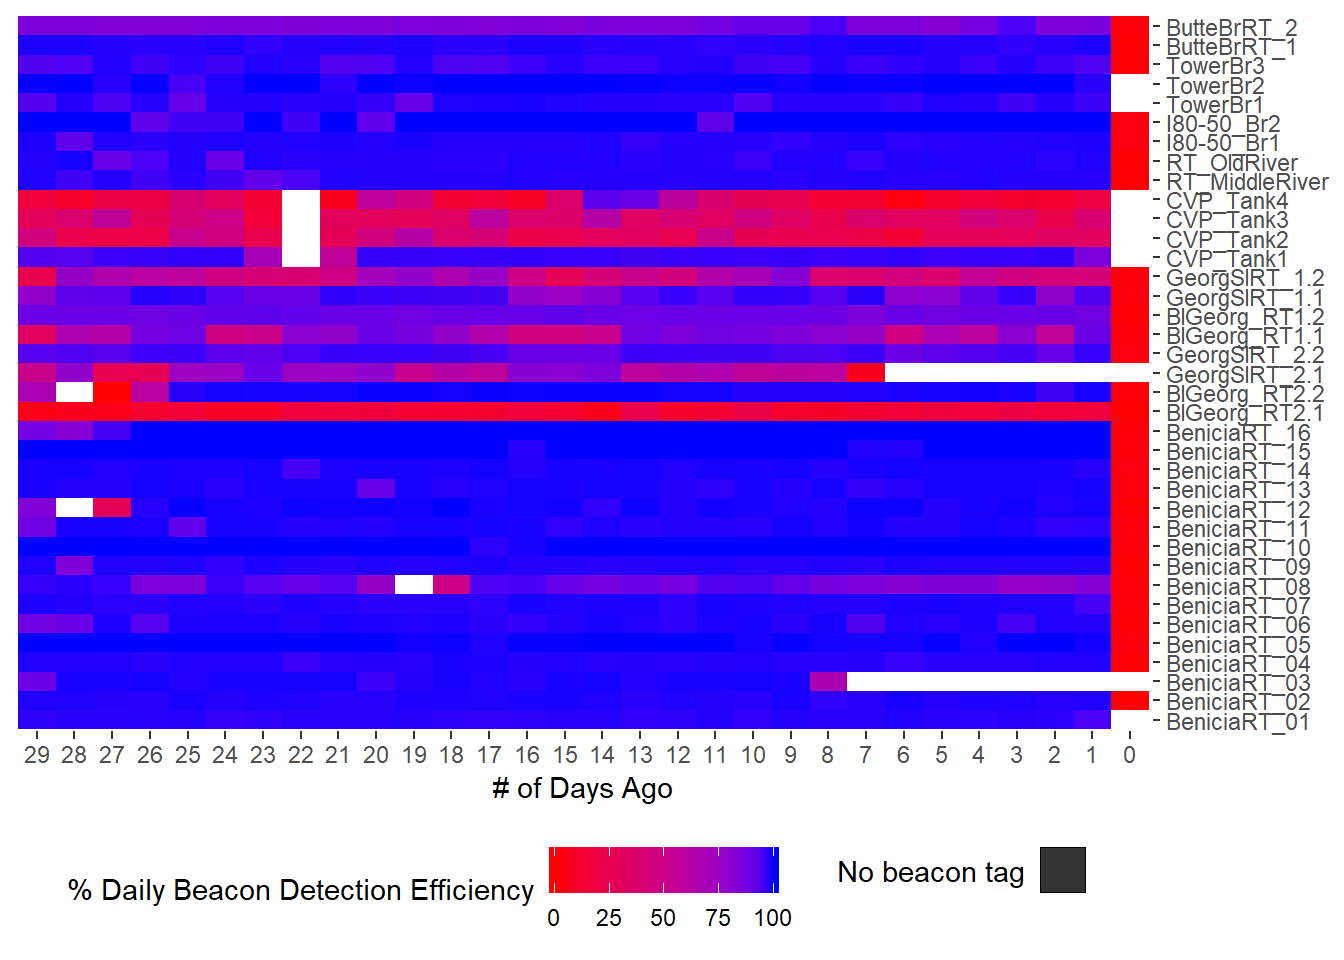 ButteBrRT_2
ButteBrRT_1
TowerBr3
TowerBr2
TowerBr1
I80-50_Br2
I80-50_Br1
RT_OldRiver
RT_MiddleRiver
CVP_Tank4
CVP_Tank3
CVP_Tank2
CVP_Tank1
GeorgSlRT_1.2
GeorgSlRT_1.1
BlGeorg_RT1.2
BlGeorg_RT1.1
GeorgSlRT_2.2
GeorgSlRT_2.1
BlGeorg_RT2.2
BlGeorg_RT2.1
BeniciaRT_16
BeniciaRT_15
BeniciaRT_14
BeniciaRT_13
BeniciaRT_12
BeniciaRT_11
BeniciaRT_10
BeniciaRT_09
BeniciaRT_08
BeniciaRT_07
BeniciaRT_06
BeniciaRT_05
BeniciaRT_04
BeniciaRT_03
BeniciaRT_02
BeniciaRT_01
29 28 27 26 25 24 23 22 21 20 19 18 17 16 15 14 13 12 11 10 9 8 7 6 5 4 3 2 1 0
# of Days Ago
% Daily Beacon Detection Efficiency
0 25 50 75 100
No beacon tag